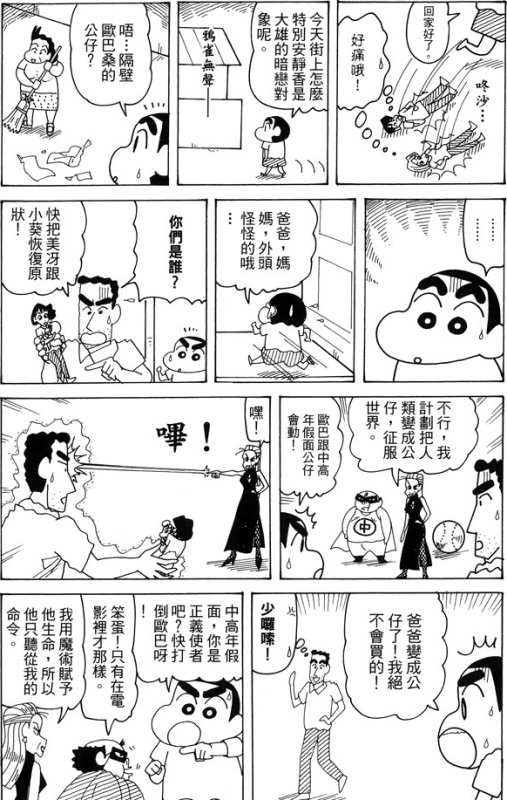 回家好了。
咚沙…
好痛哦！
今天街上怎麼
特別安靜香是
大雄的暗戀對
象呢。
鴉雀無聲
唔…隔壁
歐巴桑的
公仔？
………
爸爸，媽
媽，外頭
怪怪的哦
…
你們是誰？
快把美冴跟
小葵恢復原
狀！
不行，我
計劃把人
類變成公
仔，征服
世界。
歐巴跟中高
年假面公仔
會動！
中
嘿！
嗶！
爸爸變成公
仔了！我絕
不會買的！
少囉嗦！
中高年假
面，你是
正義使者
吧？快打
倒歐巴呀
！
笨蛋！只有在電
影裡才那樣。
我用魔術賦予
他生命，所以
他只聽從我的
命令。